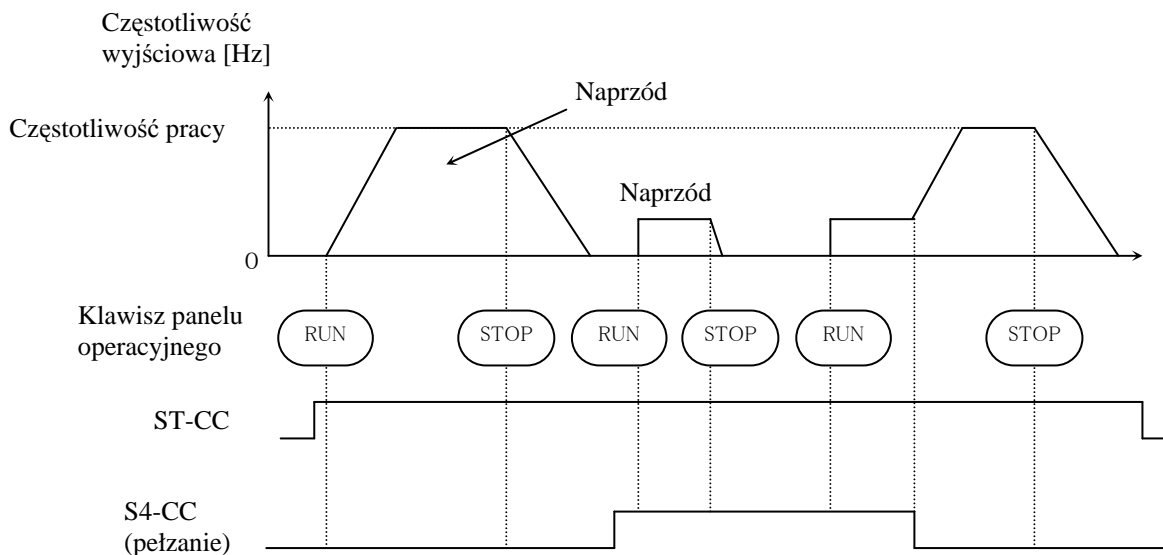 Częstotliwość
wyjściowa [Hz]
Naprzód
Częstotliwość pracy
Naprzód
0
Klawisz panelu
operacyjnego
RUN
STOP
RUN
STOP
RUN
STOP
ST-CC
S4-CC
(pełzanie)